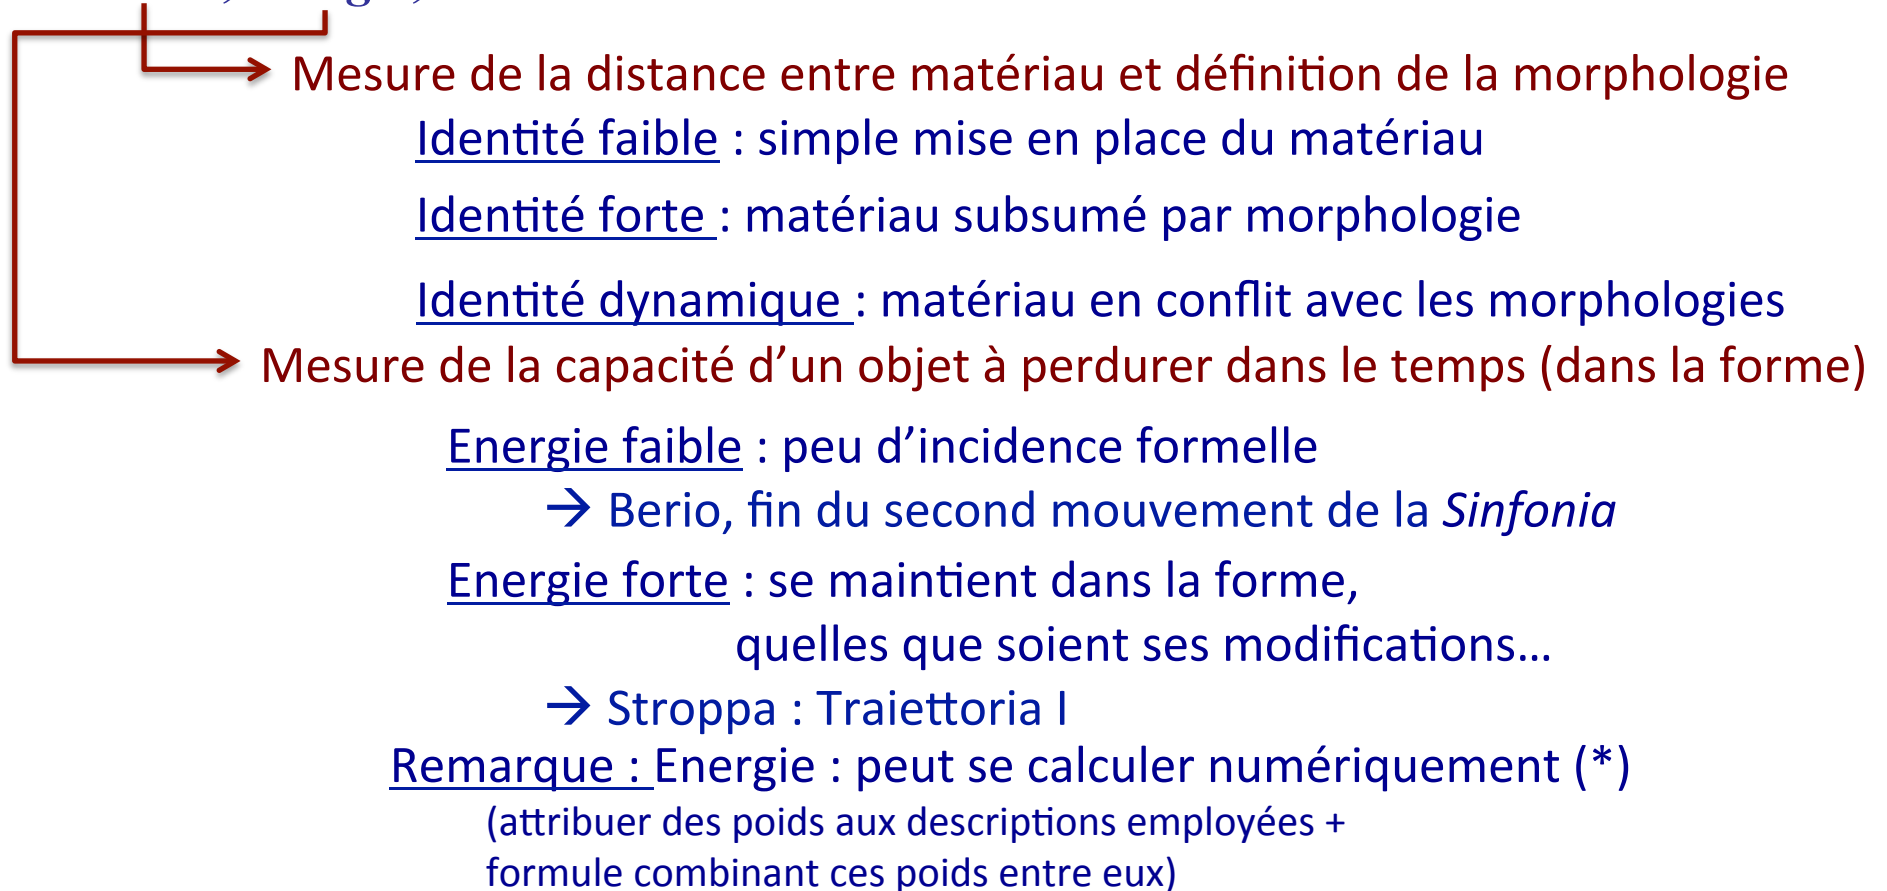 Mesure de la distance entre matériau et définition de la morphologie
Identité faible : simple mise en place du matériau
Identité forte : matériau subsumé par morphologie
Identité dynamique : matériau en conflit avec les morphologies
Mesure de la capacité d’un objet à perdurer dans le temps (dans la forme)
Energie faible : peu d’incidence formelle
→ Berio, fin du second mouvement de la Sinfonia
Energie forte : se maintient dans la forme,
quelles que soient ses modifications…
→ Stroppa : Traiettoria I
Remarque : Energie : peut se calculer numériquement (*)
(attribuer des poids aux descriptions employées +
formule combinant ces poids entre eux)